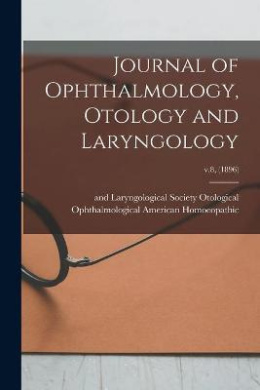 Journal of
Ophthalmology,
Otology and
Laryngology
v.8, (1896)
and Laryngological Society Otological
Ophthalmological American Homoeopathic